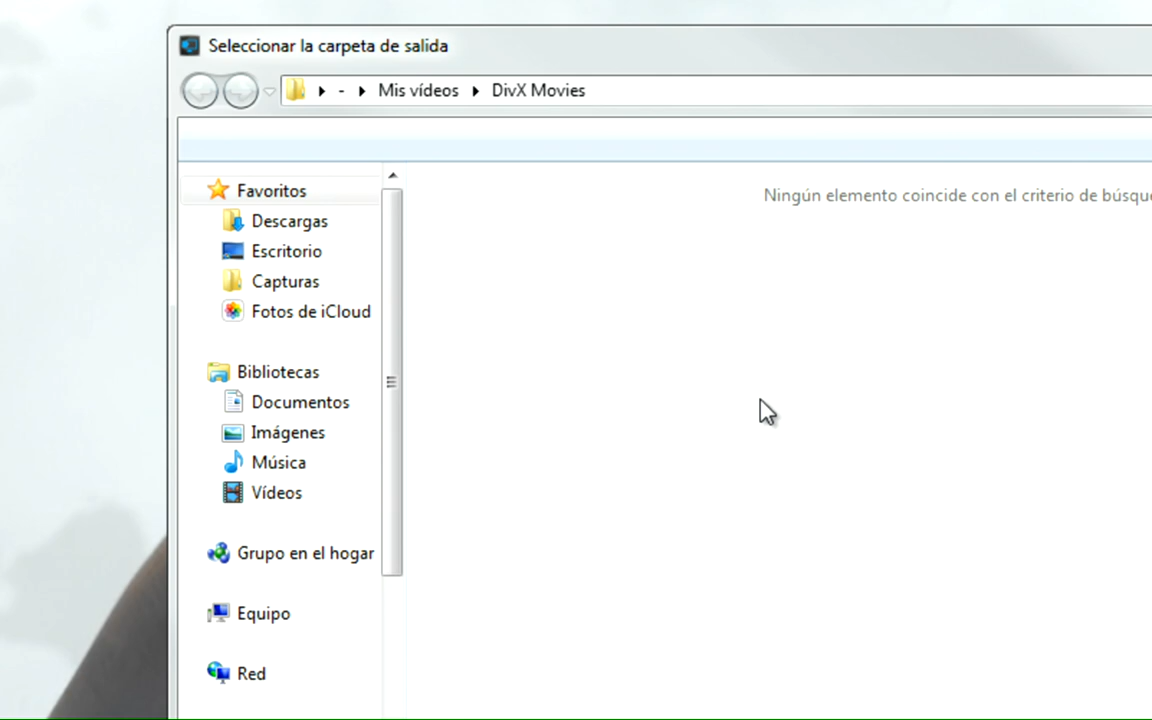 Seleccionar la carpeta de salida
- Mis vídeos DivX Movies
Ningún elemento coincide con el criterio de
Favoritos
Descargas
Escritorio
Capturas
Fotos de iCloud
Bibliotecas
Documentos
Imágenes
Música
Vídeos
Grupo en el hogar
Equipo
Red